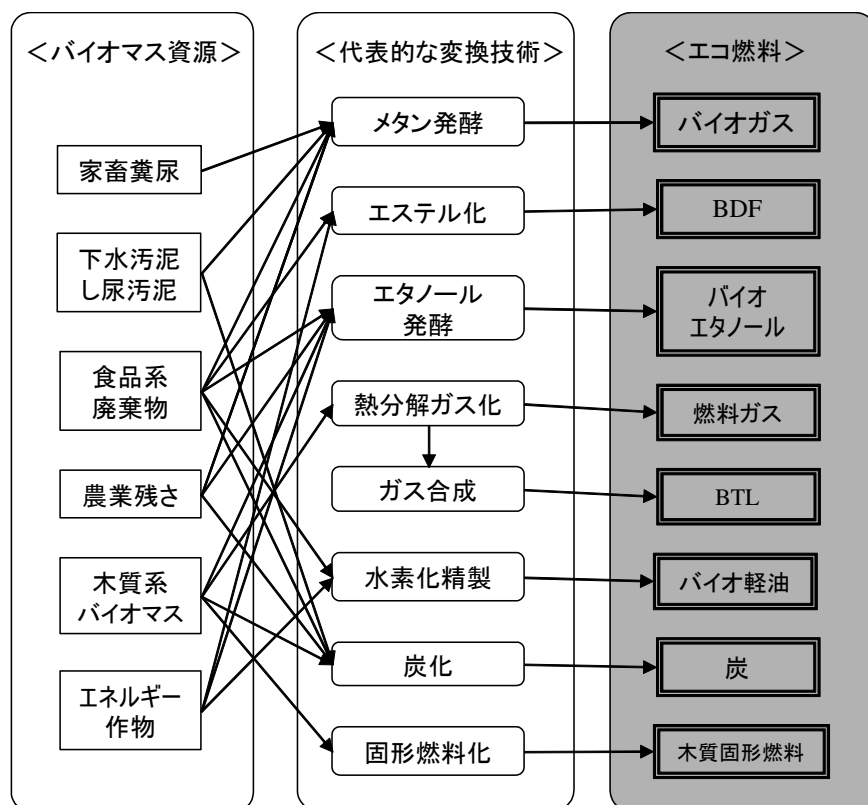 ＜バイオマス資源＞
家畜糞尿
下水汚泥
し尿汚泥
食品系
廃棄物
農業残さ
木質系
バイオマス
エネルギー
作物
＜代表的な変換技術＞
メタン発酵
エステル化
エタノール
発酵
熱分解ガス化
ガス合成
水素化精製
炭化
固形燃料化
＜エコ燃料＞
バイオガス
BDF
バイオ
エタノール
燃料ガス
BTL
バイオ軽油
炭
木質固形燃料